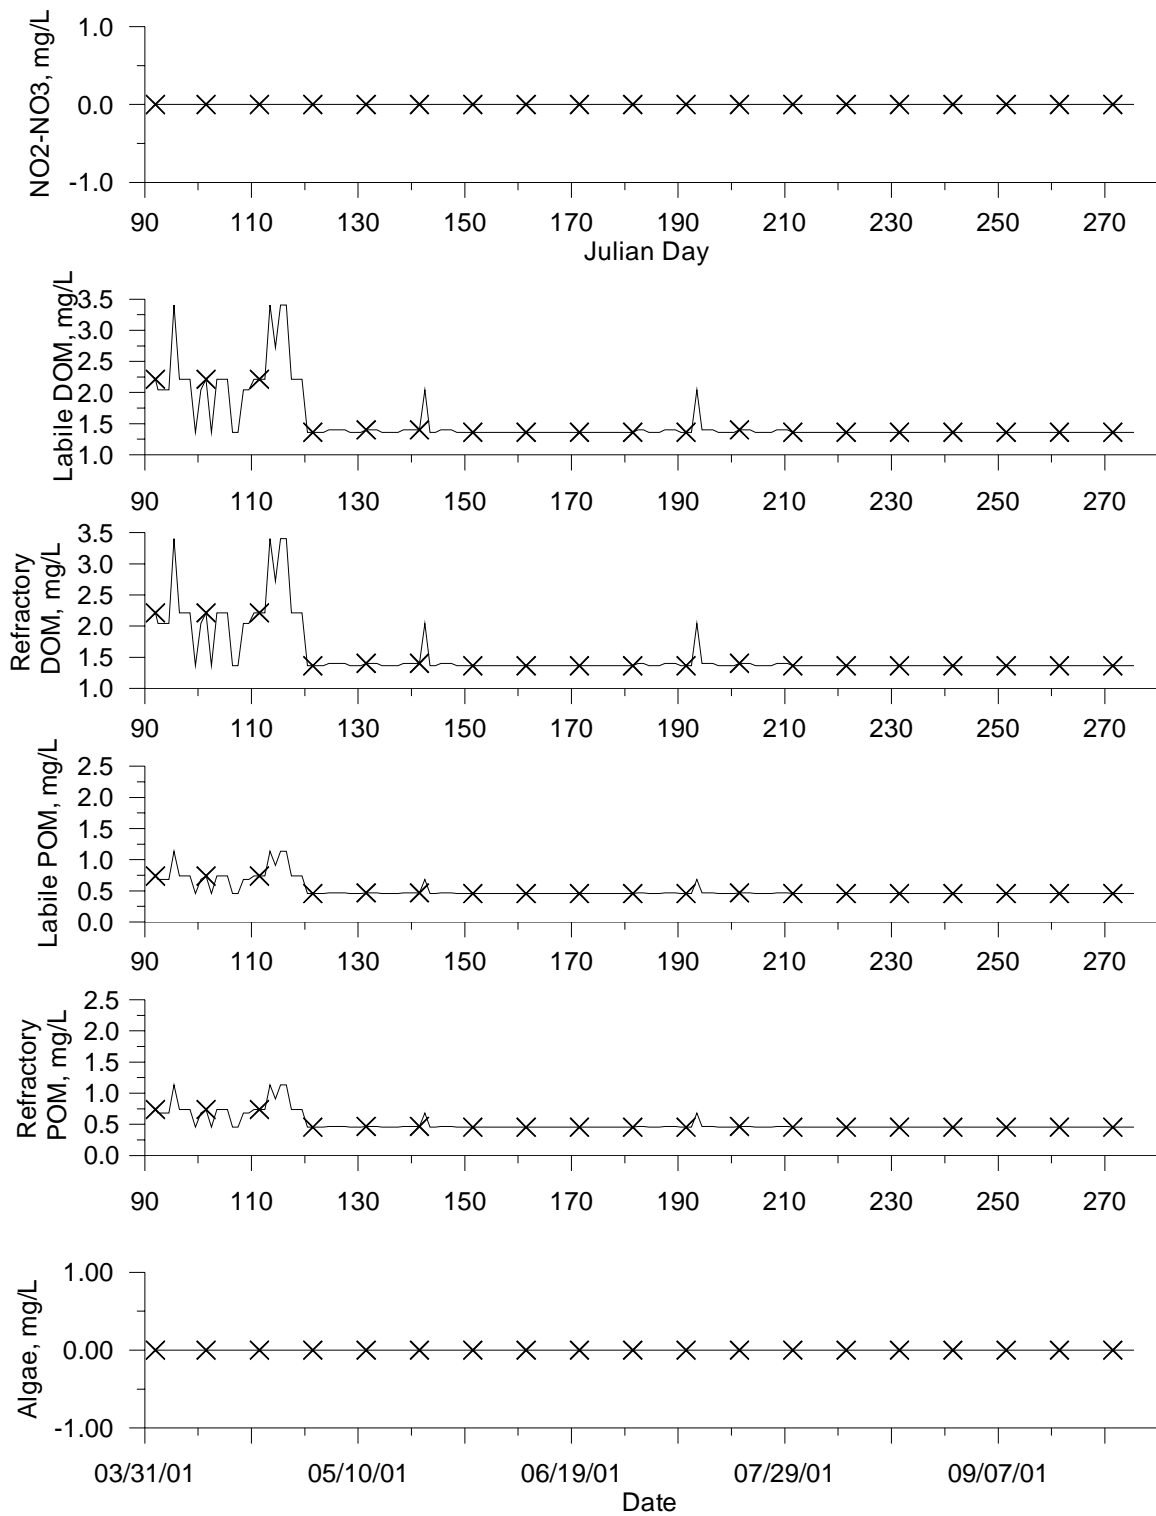 NO2-NO3, mg/L
1.0
0.0
-1.0
90 110 130 150 170 190 210 230 250 270
Julian Day
Labile DOM, mg/L
3.5
3.0
2.5
2.0
1.5
1.0
90 110 130 150 170 190 210 230 250 270
Refractory
DOM, mg/L
3.5
3.0
2.5
2.0
1.5
1.0
90 110 130 150 170 190 210 230 250 270
Labile POM, mg/L
2.5
2.0
1.5
1.0
0.5
0.0
90 110 130 150 170 190 210 230 250 270
Refractory
POM, mg/L
2.5
2.0
1.5
1.0
0.5
0.0
90 110 130 150 170 190 210 230 250 270
Algae, mg/L
1.00
0.00
-1.00
03/31/01 05/10/01 06/19/01 07/29/01 09/07/01
Date